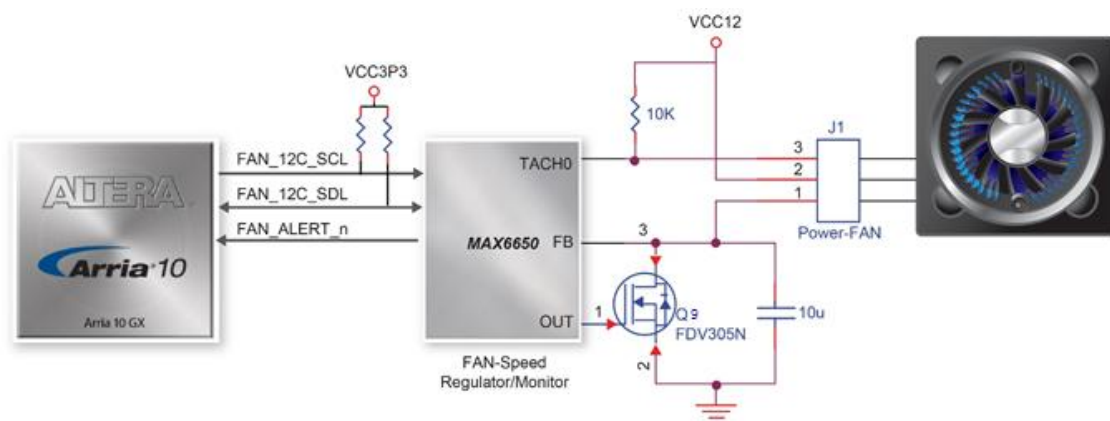 VCC12
VCC3P3
10K
J1
FAN_12C_SCL
TACH0
3
2
1
FAN_12C_SDL
FAN_ALERT_n
Power-FAN
ALTERA
MAX6650
FB
3
Arria 10
Arria 10 GX
OUT
1
Q9
FDV305N
10u
2
FAN-Speed
Regulator/Monitor